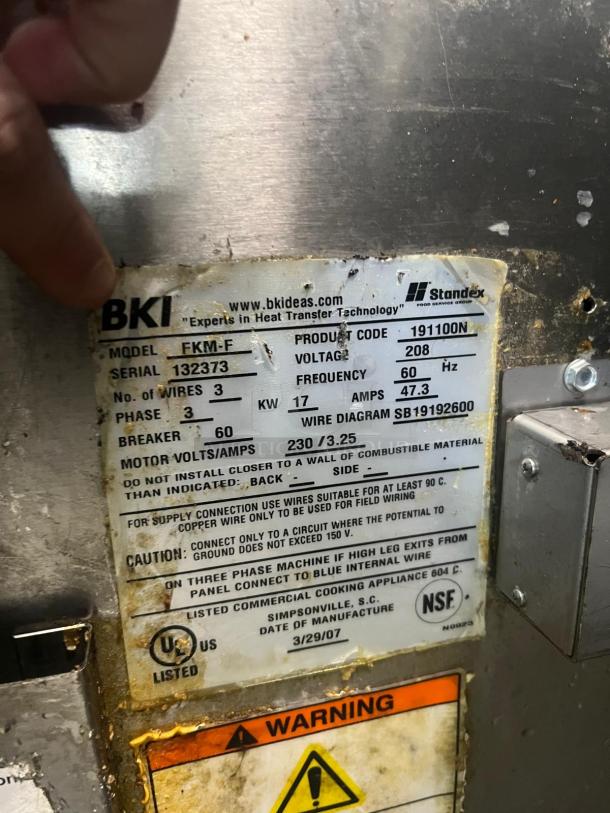 BKI
www.bkideas.com
"Experts in Heat Transfer Technology"
Standex
FOOD SERVICE GROUP
MODEL FKM-F
PRODUCT CODE 191100N
SERIAL 132373
VOLTAGE 208
No. of WIRES 3
FREQUENCY 60 Hz
PHASE 3
KW 17
AMPS 47.3
BREAKER 60
WIRE DIAGRAM SB19192600
MOTOR VOLTS/AMPS 230 / 3.25
DO NOT INSTALL CLOSER TO A WALL OF COMBUSTIBLE MATERIAL
THAN INDICATED: BACK - SIDE -
FOR SUPPLY CONNECTION USE WIRES SUITABLE FOR AT LEAST 90 C.
COPPER WIRE ONLY TO BE USED FOR FIELD WIRING
CAUTION: CONNECT ONLY TO A CIRCUIT WHERE THE POTENTIAL TO
GROUND DOES NOT EXCEED 150 V.
ON THREE PHASE MACHINE IF HIGH LEG EXITS FROM
PANEL CONNECT TO BLUE INTERNAL WIRE
LISTED COMMERCIAL COOKING APPLIANCE 604 C.
SIMPSONVILLE, S.C.
DATE OF MANUFACTURE
3/29/07
UL US
LISTED
NSF
N0923
WARNING